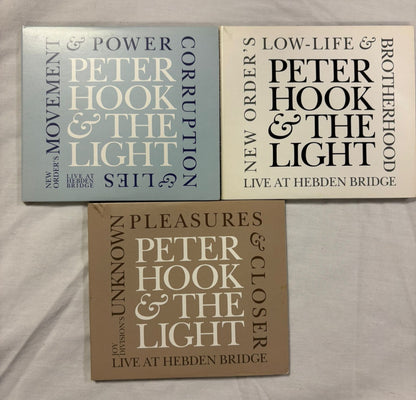 NEW ORDER'S MOVEMENT
& POWER
CORRUPTION
& LIES
PETER
HOOK
& THE
LIGHT
LIVE AT
HEBDEN
BRIDGE
NEW ORDER'S
LOW-LIFE &
BROTHERHOOD
PETER
HOOK
& THE
LIGHT
LIVE AT HEBDEN BRIDGE
JOY
DIVISION'S
UNKNOWN
PLEASURES
& CLOSER
PETER
HOOK
& THE
LIGHT
LIVE AT HEBDEN BRIDGE